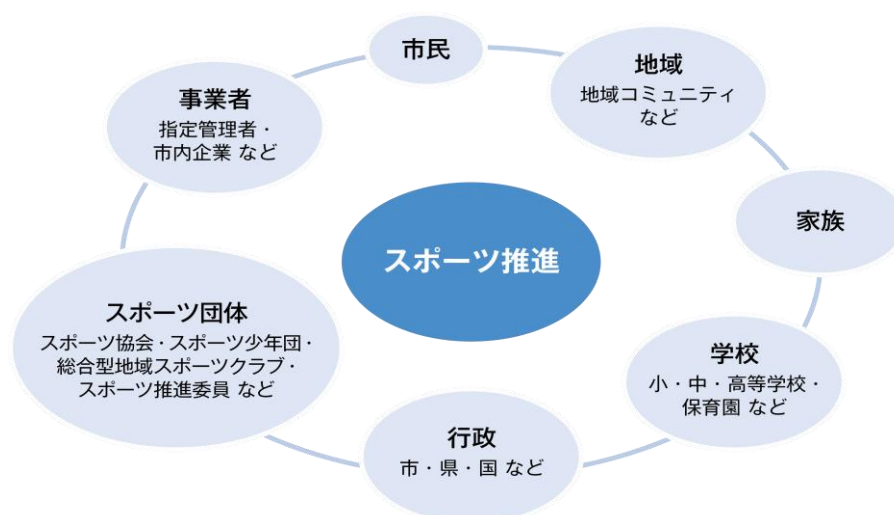 市民
地域
地域コミュニティ
など
事業者
指定管理者・
市内企業 など
家族
スポーツ推進
スポーツ団体
スポーツ協会・スポーツ少年団・
総合型地域スポーツクラブ・
スポーツ推進委員 など
学校
小・中・高等学校・
保育園 など
行政
市・県・国 など